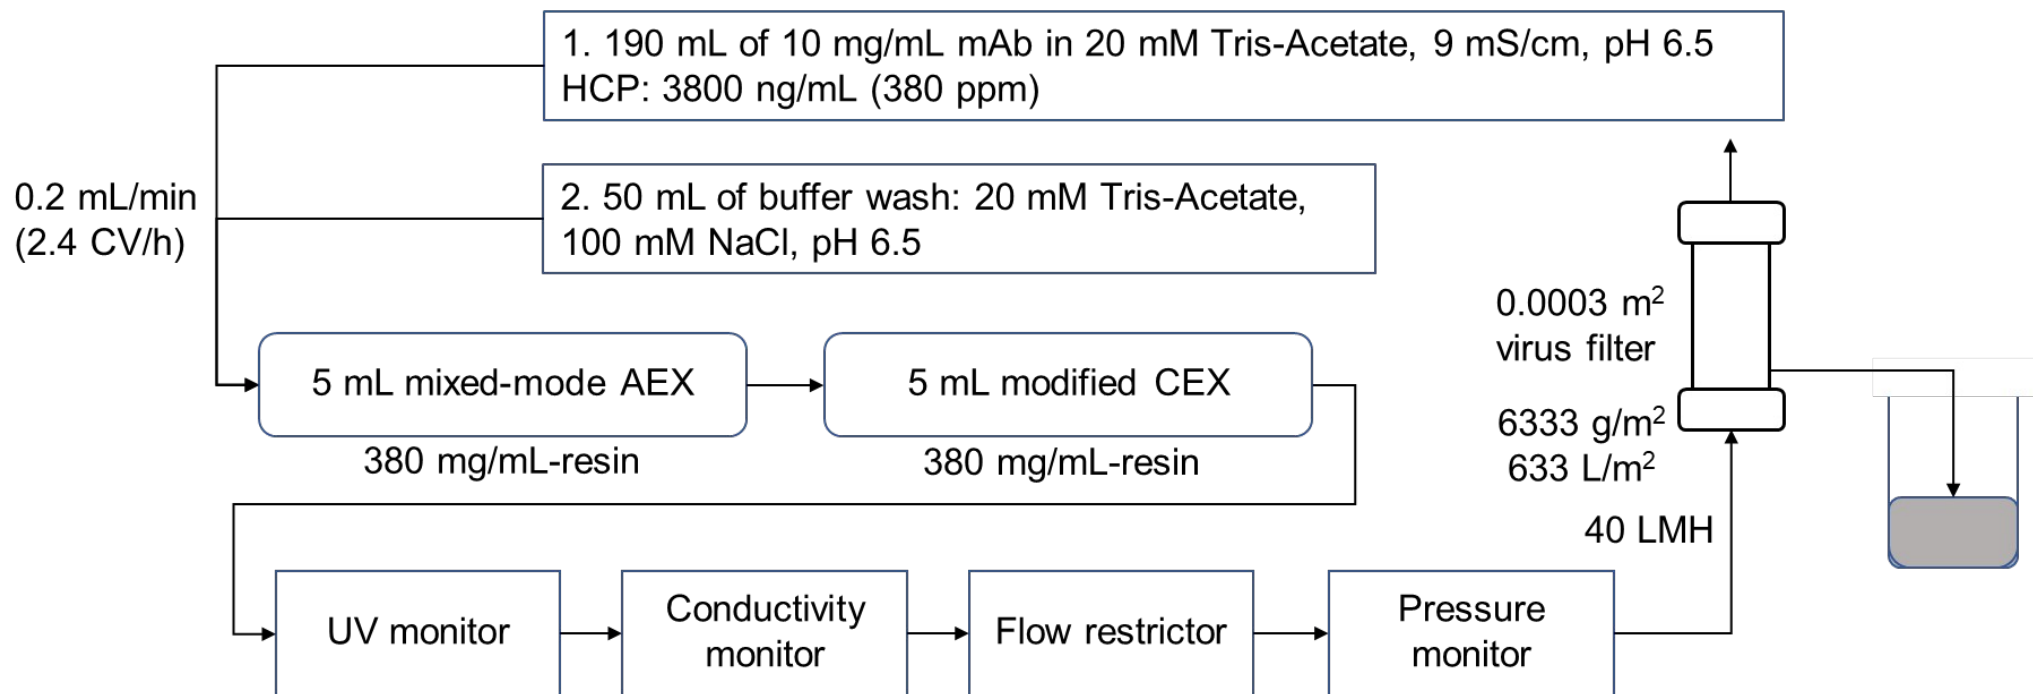 1. 190 mL of 10 mg/mL mAb in 20 mM Tris-Acetate, 9 mS/cm, pH 6.5
HCP: 3800 ng/mL (380 ppm)
0.2 mL/min
(2.4 CV/h)
2. 50 mL of buffer wash: 20 mM Tris-Acetate,
100 mM NaCl, pH 6.5
5 mL mixed-mode AEX
380 mg/mL-resin
5 mL modified CEX
380 mg/mL-resin
0.0003 m²
virus filter
6333 g/m²
633 L/m²
40 LMH
UV monitor
Conductivity
monitor
Flow restrictor
Pressure
monitor